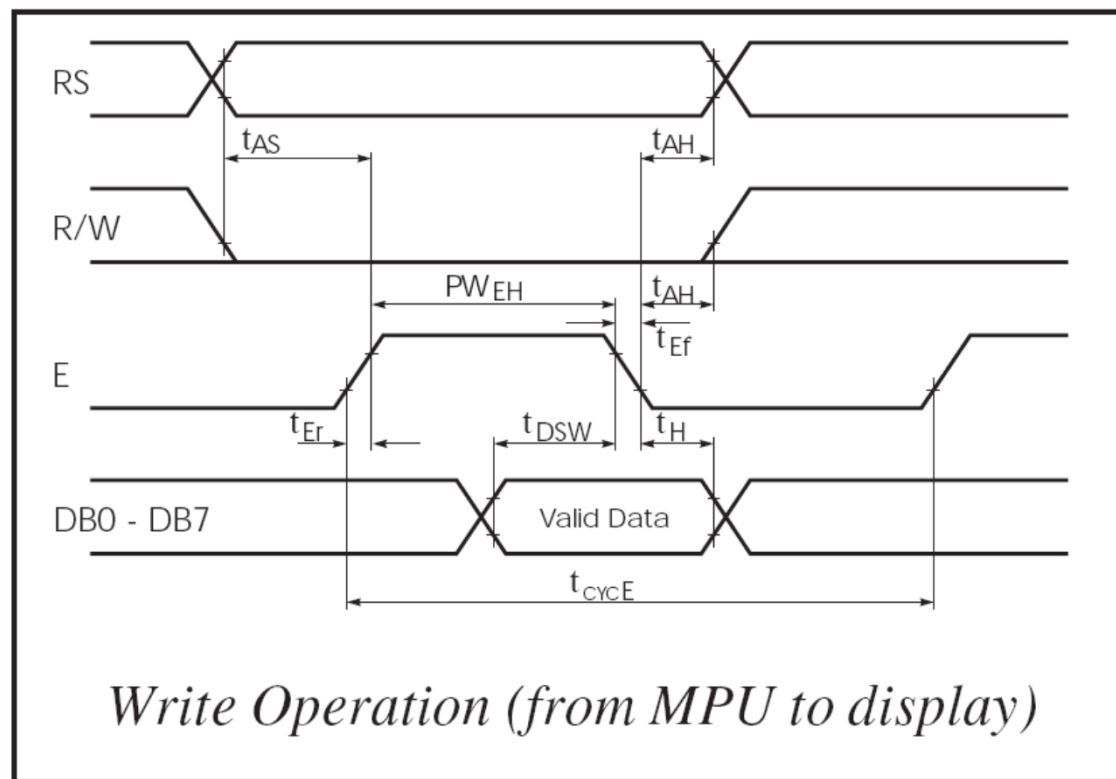 RS
tAS
tAH
R/W
PWEH
tAH
tEf
E
tEr
tDSW
tH
DB0 - DB7
Valid Data
tCYCE
Write Operation (from MPU to display)